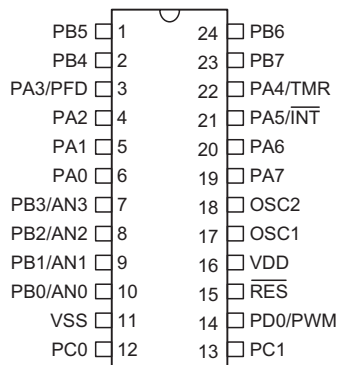 PB5 1 24 PB6
PB4 2 23 PB7
PA3/PFD 3 22 PA4/TMR
PA2 4 21 PA5/INT
PA1 5 20 PA6
PA0 6 19 PA7
PB3/AN3 7 18 OSC2
PB2/AN2 8 17 OSC1
PB1/AN1 9 16 VDD
PB0/AN0 10 15 RES
VSS 11 14 PD0/PWM
PC0 12 13 PC1